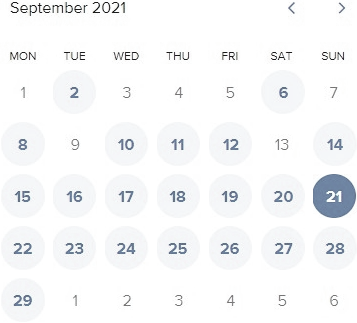 September 2021 < >
MON TUE WED THU FRI SAT SUN
1 2 3 4 5 6 7
8 9 10 11 12 13 14
15 16 17 18 19 20 21
22 23 24 25 26 27 28
29 1 2 3 4 5 6